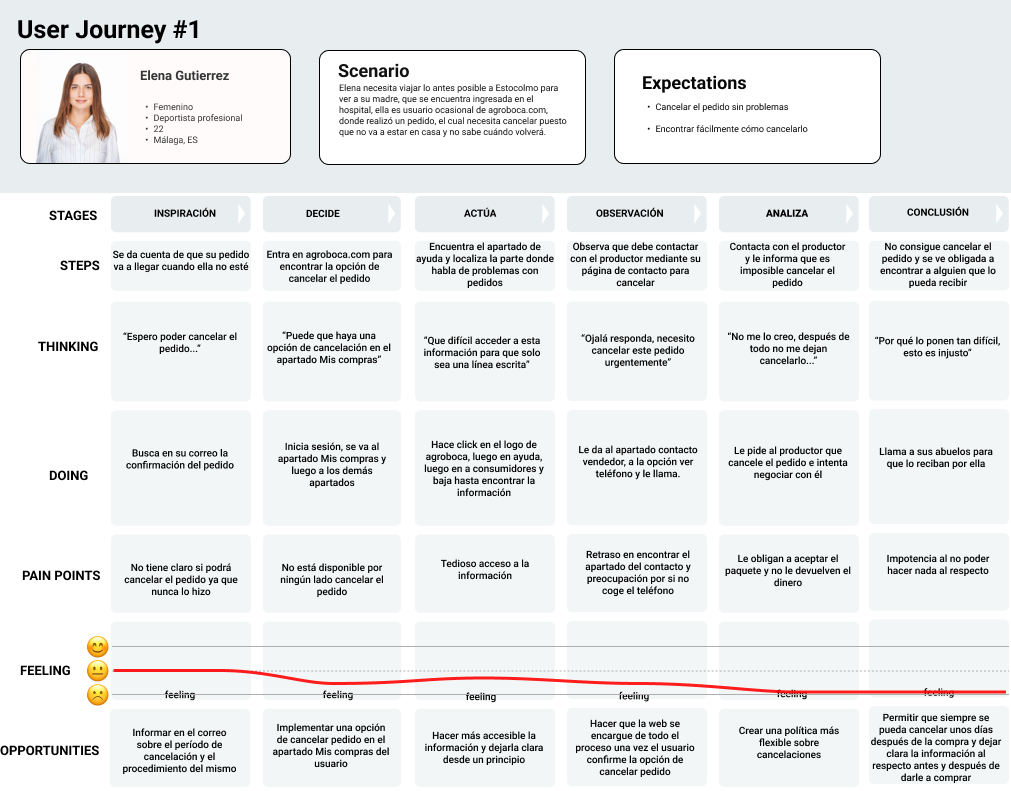 User Journey #1
Elena Gutierrez
• Femenino
• Deportista profesional
• 22
• Málaga, ES
Scenario
Elena necesita viajar lo antes posible a Estocolmo para
ver a su madre, que se encuentra ingresada en el
hospital, ella es usuario ocasional de agroboca.com,
donde realizó un pedido, el cual necesita cancelar puesto
que no va a estar en casa y no sabe cuándo volverá.
Expectations
• Cancelar el pedido sin problemas
• Encontrar fácilmente cómo cancelarlo
STAGES
INSPIRACIÓN
DECIDE
ACTÚA
OBSERVACIÓN
ANALIZA
CONCLUSIÓN
STEPS
Se da cuenta de que su pedido
va a llegar cuando ella no esté
Entra en agroboca.com para
encontrar la opción de
cancelar el pedido
Encuentra el apartado de
ayuda y localiza la parte donde
habla de problemas con
pedidos
Observa que debe contactar
con el productor mediante su
página de contacto para
cancelar
Contacta con el productor
y le informa que es
imposible cancelar el
pedido
No consigue cancelar el
pedido y se ve obligada a
encontrar a alguien que lo
pueda recibir
THINKING
“Espero poder cancelar el
pedido...”
“Puede que haya una
opción de cancelación en el
apartado Mis compras”
“Que difícil acceder a esta
información para que solo
sea una línea escrita”
“Ojalá responda, necesito
cancelar este pedido
urgentemente”
“No me lo creo, después de
todo no me dejan
cancelarlo...”
“Por qué lo ponen tan difícil,
esto es injusto”
DOING
Busca en su correo la
confirmación del pedido
Inicia sesión, se va al
apartado Mis compras y
luego a los demás
apartados
Hace click en el logo de
agroboca, luego en ayuda,
luego en a consumidores y
baja hasta encontrar la
información
Le da al apartado contacto
vendedor, a la opción ver
teléfono y le llama.
Le pide al productor que
cancele el pedido e intenta
negociar con él
Llama a sus abuelos para
que lo reciban por ella
PAIN POINTS
No tiene claro si podrá
cancelar el pedido ya que
nunca lo hizo
No está disponible por
ningún lado cancelar el
pedido
Tedioso acceso a la
información
Retraso en encontrar el
apartado del contacto y
preocupación por si no
coge el teléfono
Le obligan a aceptar el
paquete y no le devuelven el
dinero
Impotencia al no poder
hacer nada al respecto
FEELING
feeling
feeling
feeling
feeling
feeling
feeling
OPPORTUNITIES
Informar en el correo
sobre el período de
cancelación y el
procedimiento del mismo
Implementar una opción
de cancelar pedido en el
apartado Mis compras del
usuario
Hacer más accesible la
información y dejarla clara
desde un principio
Hacer que la web se
encargue de todo el
proceso una vez el usuario
confirme la opción de
cancelar pedido
Crear una política más
flexible sobre
cancelaciones
Permitir que siempre se
pueda cancelar unos días
después de la compra y dejar
clara la información al
respecto antes y después de
darle a comprar